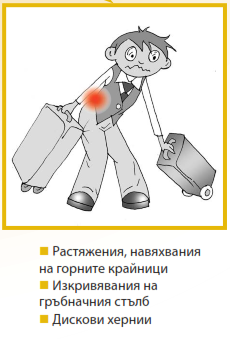 Растяжения, навяхвания
на горните крайници
Изкривявания на
гръбначния стълб
Дискови хернии